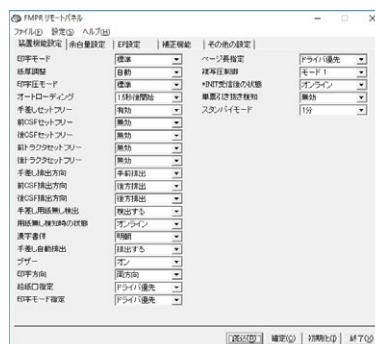 FMPR リモートパネル
ファイル(F) 設定(S) ヘルプ(H)
装置機能設定 余白量設定 EP設定 補正機能 その他の設定
印字モード 標準
紙厚調整 自動
印字圧モード 標準
オートローディング 1.5秒後開始
手差しセットフリー 有効
前CSFセットフリー 無効
後CSFセットフリー 無効
前トラクタセットフリー 無効
後トラクタセットフリー 無効
手差し排出方向 手前排出
前CSF排出方向 後方排出
後CSF排出方向 後方排出
手差し用紙無し検出 検出する
用紙無し検知時の状態 オンライン
漢字書体 明朝
手差し自動排出 排出する
ブザー オン
印字方向 両方向
給紙口指定 ドライバ優先
印字モード指定 ドライバ優先
ページ長指定 ドライバ優先
複写圧制御 モード1
*INIT受信後の状態 オンライン
単票引き抜き検知 無効
スタンバイモード 1分
確定(C) 初期化(I) 終了(X)